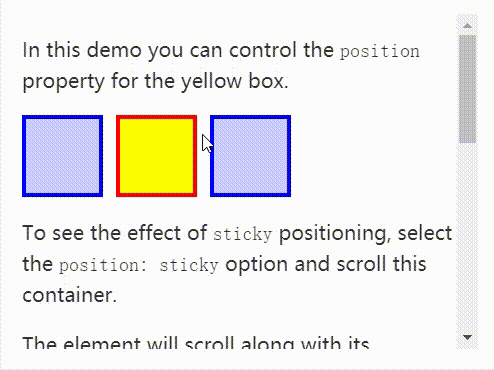 In this demo you can control the position
property for the yellow box.
To see the effect of sticky positioning, select
the position: sticky option and scroll this
container.
The element will scroll along with its